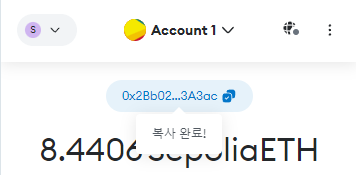 S
Account 1
0x2Bb02...3A3ac
복사 완료!
8.4406 SepoliaETH